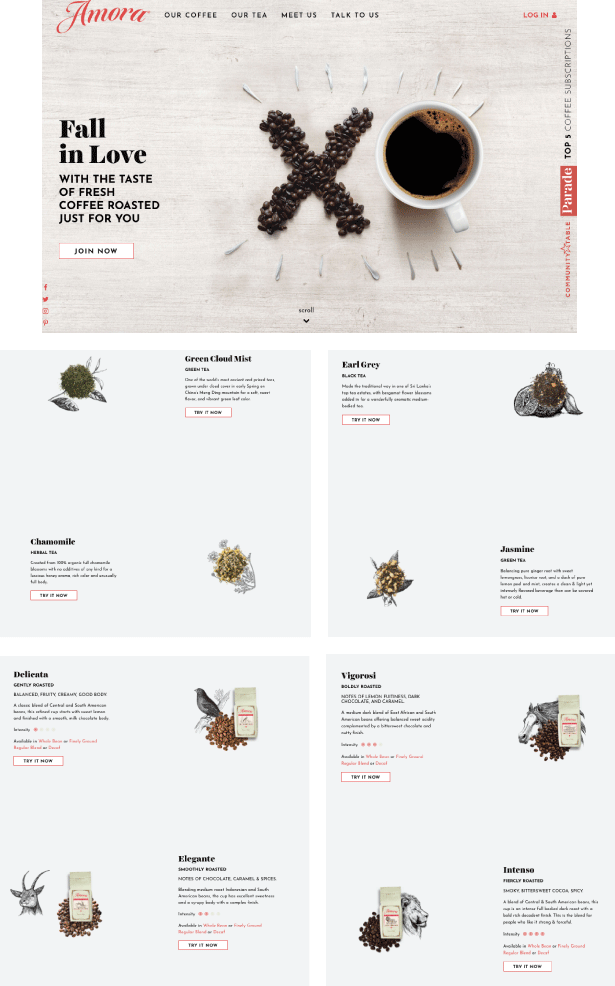 Amora
OUR COFFEE OUR TEA MEET US TALK TO US
LOG IN
Fall
in Love
WITH THE TASTE
OF FRESH
COFFEE ROASTED
JUST FOR YOU
JOIN NOW
scroll
TOP 5 COFFEE SUBSCRIPTIONS
Parade
COMMUNITY TABLE
Green Cloud Mist
GREEN TEA
One of the world's most ancient and prized teas,
grown under cloud cover in early Spring on
China's Meng Ding mountain for a soft, sweet
flavor, and vibrant green leaf color.
TRY IT NOW
Earl Grey
BLACK TEA
Made the traditional way in one of Sri Lanka's
top tea estates, with bergamot flower blossoms
added in for a wonderfully aromatic medium-
bodied tea.
TRY IT NOW
Chamomile
HERBAL TEA
Created from 100% organic full chamomile
blossoms with no additives of any kind for a
luscious honey aroma, rich color and unusually
full body.
TRY IT NOW
Jasmine
GREEN TEA
Balancing pure ginger root with sweet
lemongrass, licorice root, and a dash of pure
lemon peel and mint, creates a clean & light yet
intensely flavored beverage than can be served
hot or cold.
TRY IT NOW
Delicata
GENTLY ROASTED
BALANCED, FRUITY, CREAMY, GOOD BODY.
A classic blend of Central and South American
beans, this refined cup starts with sweet lemon
and finished with a smooth, milk chocolate body.
Intensity
Available in Whole Bean or Finely Ground
Regular Blend or Decaf
TRY IT NOW
Vigorosi
BOLDLY ROASTED
NOTES OF LEMON FUDINESS, DARK
CHOCOLATE, AND CARAMEL.
A medium dark blend of East African and South
American beans offering balanced sweet acidity
complemented by a bittersweet chocolate and
nutty finish.
Intensity
Available in Whole Bean or Finely Ground
Regular Blend or Decaf
TRY IT NOW
Elegante
SMOOTHLY ROASTED
NOTES OF CHOCOLATE, CARAMEL & SPICES.
Blending medium roast Indonesian and South
American beans, the cup has excellent sweetness
and a syrupy body with a complex finish.
Intensity
Available in Whole Bean or Finely Ground
Regular Blend or Decaf
TRY IT NOW
Intenso
FIERCLY ROASTED
SMOKY, BITTERSWEET COCOA, SPICY.
A blend of Central & South American beans, this
cup is an intense full bodied dark roast with a
bold rich decadent finish. This is the blend for
people who like it strong & forceful.
Intensity
Available in Whole Bean or Finely Ground
Regular Blend or Decaf
TRY IT NOW